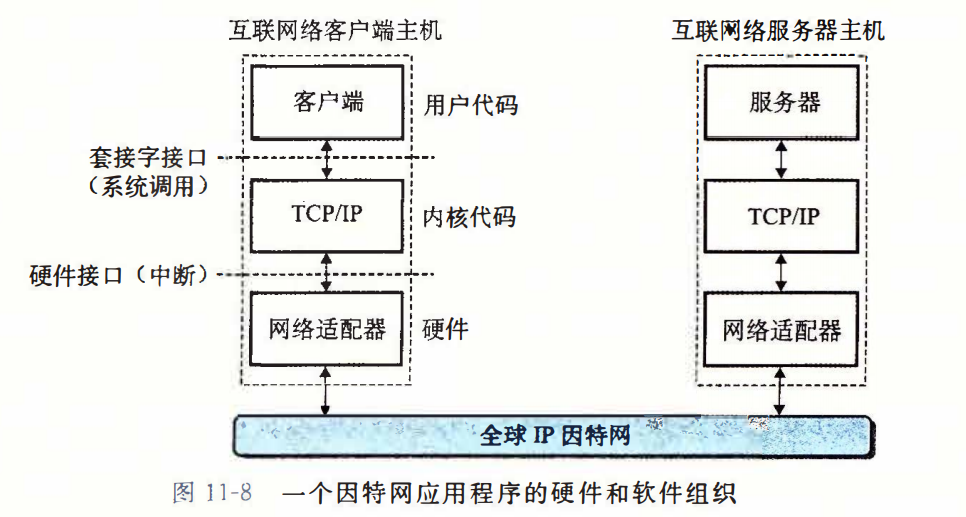 互联网络客户端主机
互联网络服务器主机
客户端
用户代码
服务器
套接字接口
（系统调用）
TCP/IP
内核代码
TCP/IP
硬件接口（中断）
网络适配器
硬件
网络适配器
全球 IP 因特网
图 11-8 一个因特网应用程序的硬件和软件组织